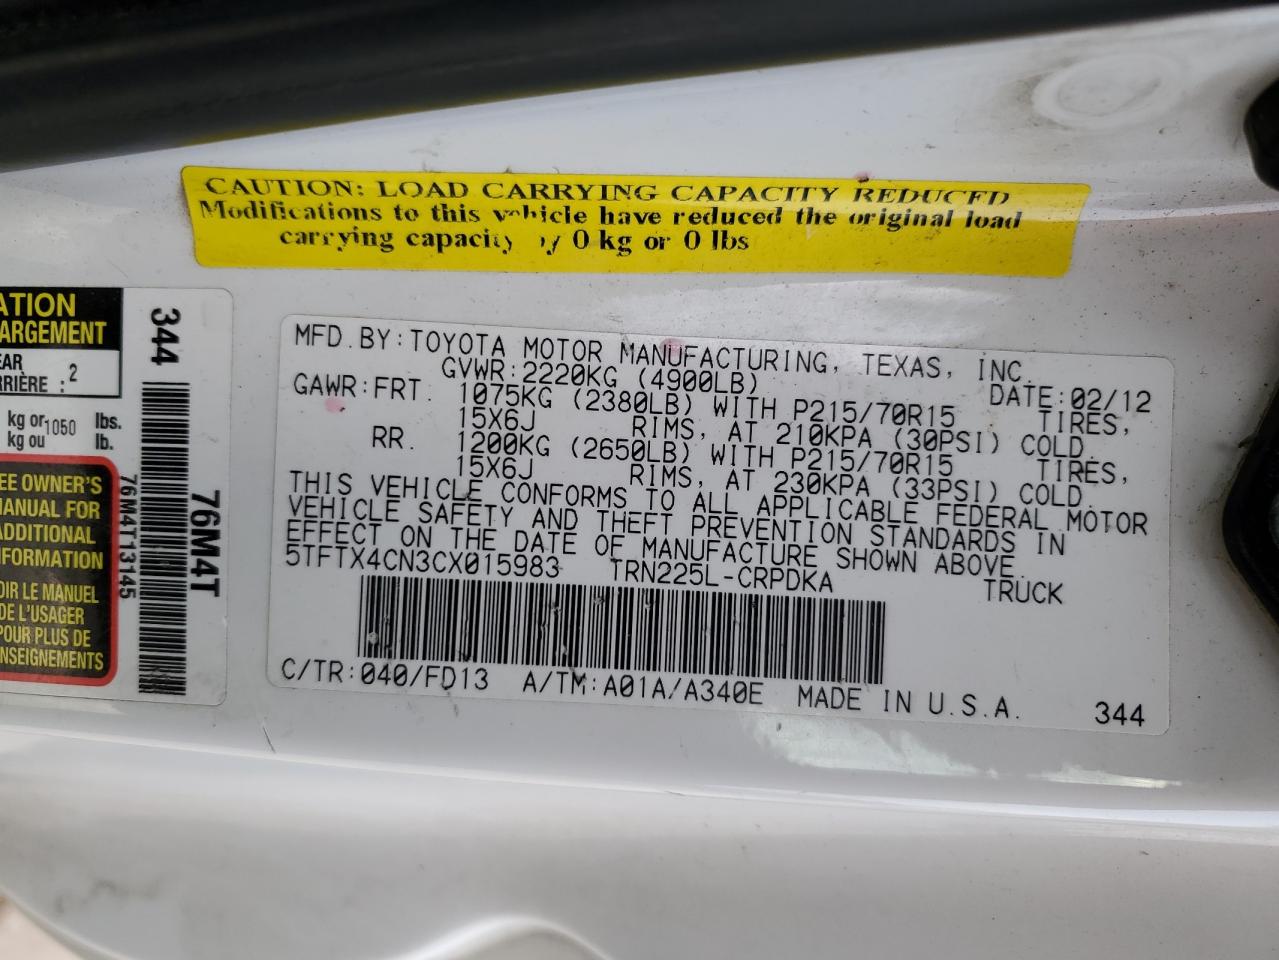 CAUTION: LOAD CARRYING CAPACITY REDUCED
Modifications to this vehicle have reduced the original load
carrying capacity by 0 kg or 0 lbs
ATION
ARGEMENT
EAR
RRIÈRE : 2
kg or 1050 lbs.
kg ou lb.
EE OWNER'S
MANUAL FOR
ADDITIONAL
NFORMATION
OIR LE MANUEL
DE L'USAGER
POUR PLUS DE
NSEIGNEMENTS
76M4T13145
344
76M4T
MFD. BY: TOYOTA MOTOR MANUFACTURING, TEXAS, INC.
GVWR: 2220KG (4900LB) DATE: 02/12
GAWR: FRT. 1075KG (2380LB) WITH P215/70R15 TIRES,
15X6J RIMS, AT 210KPA (30PSI) COLD.
RR. 1200KG (2650LB) WITH P215/70R15 TIRES,
15X6J RIMS, AT 230KPA (33PSI) COLD.
THIS VEHICLE CONFORMS TO ALL APPLICABLE FEDERAL MOTOR
VEHICLE SAFETY AND THEFT PREVENTION STANDARDS IN
EFFECT ON THE DATE OF MANUFACTURE SHOWN ABOVE.
5TFTX4CN3CX015983 TRN225L-CRPDKA TRUCK
C/TR: 040/FD13 A/TM: A01A/A340E MADE IN U.S.A. 344